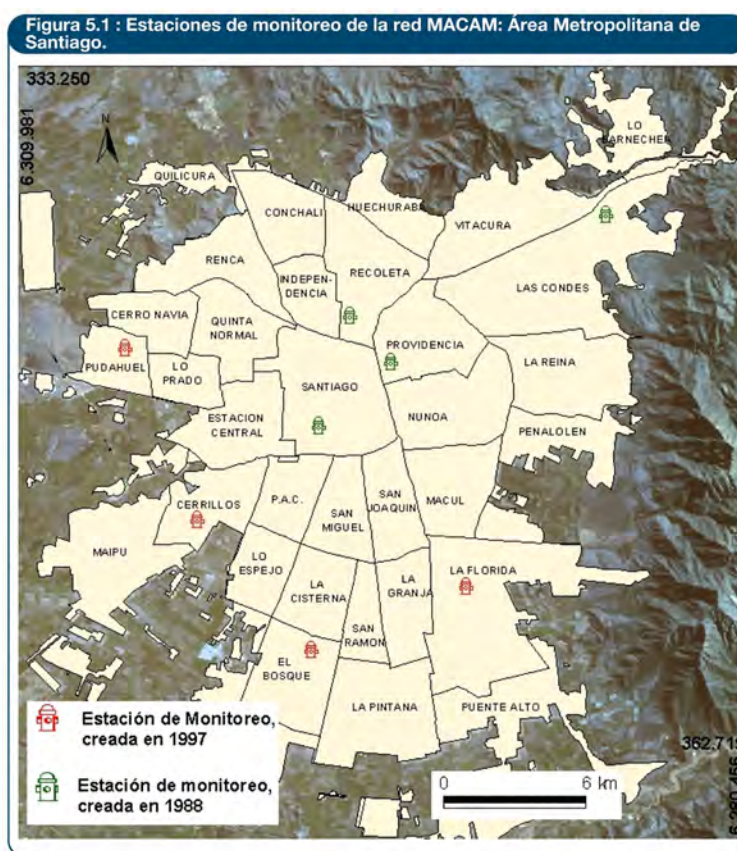 Figura 5.1 : Estaciones de monitoreo de la red MACAM: Área Metropolitana de
Santiago.
333.250
6.309.981
N
LO
BARNECHEA
QUILICURA
CONCHALI
HUECHURABA
VITACURA
RENCA
INDEPEN-
DENCIA
RECOLETA
LAS CONDES
CERRO NAVIA
QUINTA
NORMAL
PROVIDENCIA
LA REINA
PUDAHUEL
LO
PRADO
SANTIAGO
ESTACION
CENTRAL
NUNOA
PENALOLEN
CERRILLOS
P.A.C.
SAN
MIGUEL
SAN
JOAQUIN
MACUL
MAIPU
LO
ESPEJO
LA
CISTERNA
LA
GRANJA
LA FLORIDA
SAN
RAMON
EL
BOSQUE
LA PINTANA
PUENTE ALTO
Estación de Monitoreo,
creada en 1997
Estación de monitoreo,
creada en 1988
0 6 km
362.719